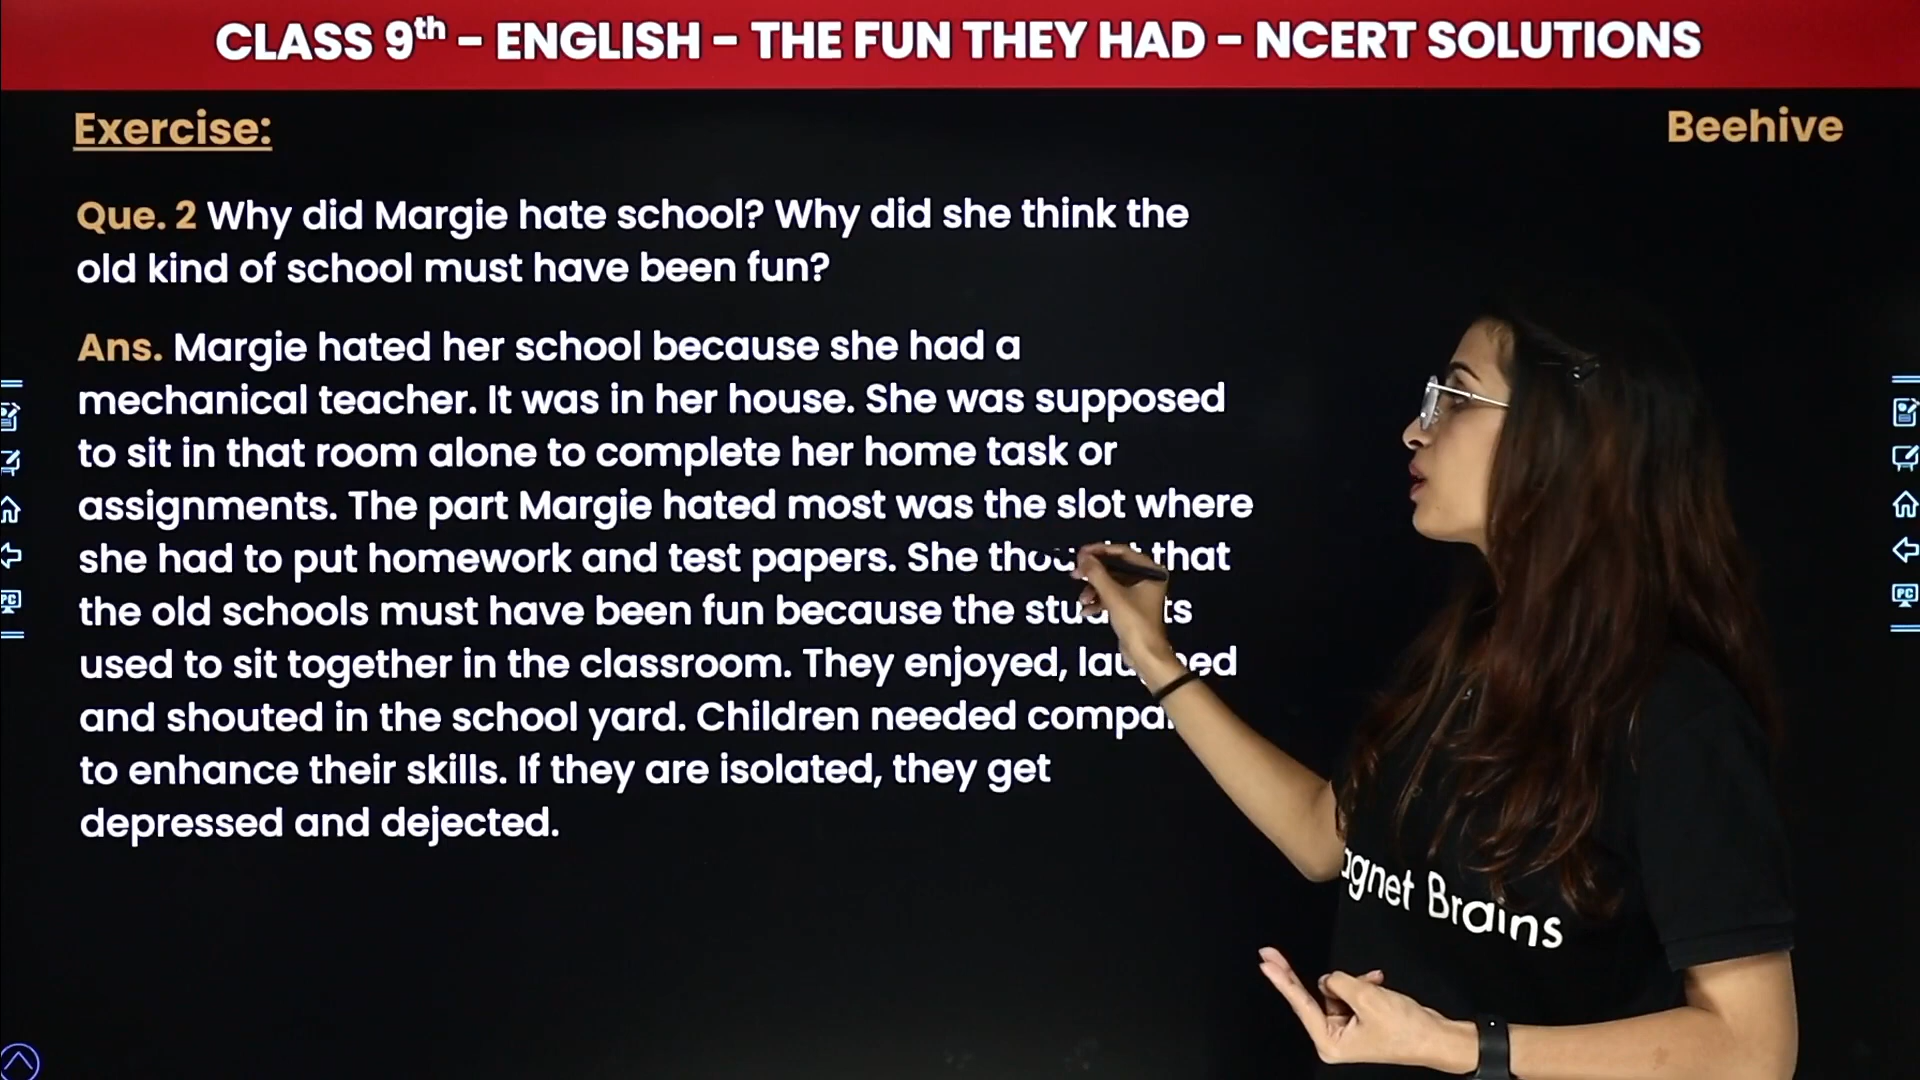 CLASS 9th - ENGLISH - THE FUN THEY HAD - NCERT SOLUTIONS
Exercise:
Beehive
Que. 2 Why did Margie hate school? Why did she think the
old kind of school must have been fun?
Ans. Margie hated her school because she had a
mechanical teacher. It was in her house. She was supposed
to sit in that room alone to complete her home task or
assignments. The part Margie hated most was the slot where
she had to put homework and test papers. She that
the old schools must have been fun because the
used to sit together in the classroom. They enjoyed,
and shouted in the school yard. Children needed
to enhance their skills. If they are isolated, they get
depressed and dejected.
Brains
PC
PC